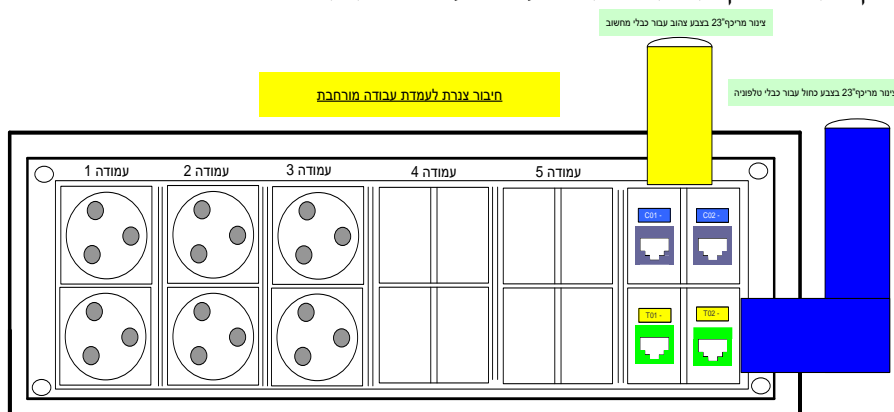 צינור מריכף"23 בצבע צהוב עבור כבלי מחשוב
צינור מריכף"23 בצבע כחול עבור כבלי טלפוניה
חיבור צנרת לעמדת עבודה מורחבת
עמודה 1
עמודה 2
עמודה 3
עמודה 4
עמודה 5
C01 -
C02 -
T01 -
T02 -